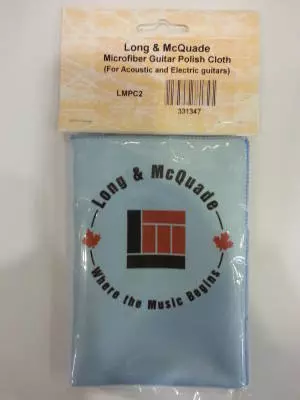 Long & McQuade
Microfiber Guitar Polish Cloth
(For Acoustic and Electric guitars)
LMPC2
331347
Long & McQuade
Where the Music Begins